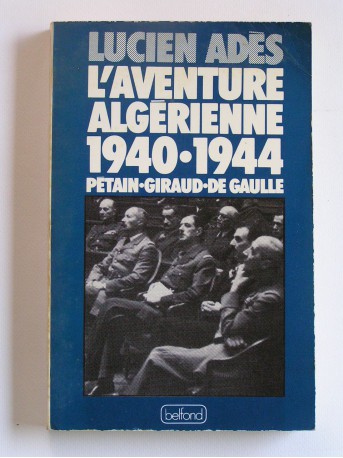 LUCIEN ADÈS
L'AVENTURE
ALGÉRIENNE
1940•1944
PÉTAIN•GIRAUD•DE GAULLE
belfond